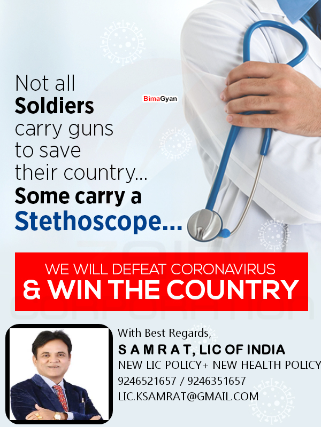 Not all
BimaGyan
Soldiers
carry guns
to save
their country...
Some carry a
Stethoscope...
WE WILL DEFEAT CORONAVIRUS
& WIN THE COUNTRY
With Best Regards,
S A M R A T, LIC OF INDIA
NEW LIC POLICY+ NEW HEALTH POLICY
9246521657 / 9246351657
LIC.KSAMRAT@GMAIL.COM